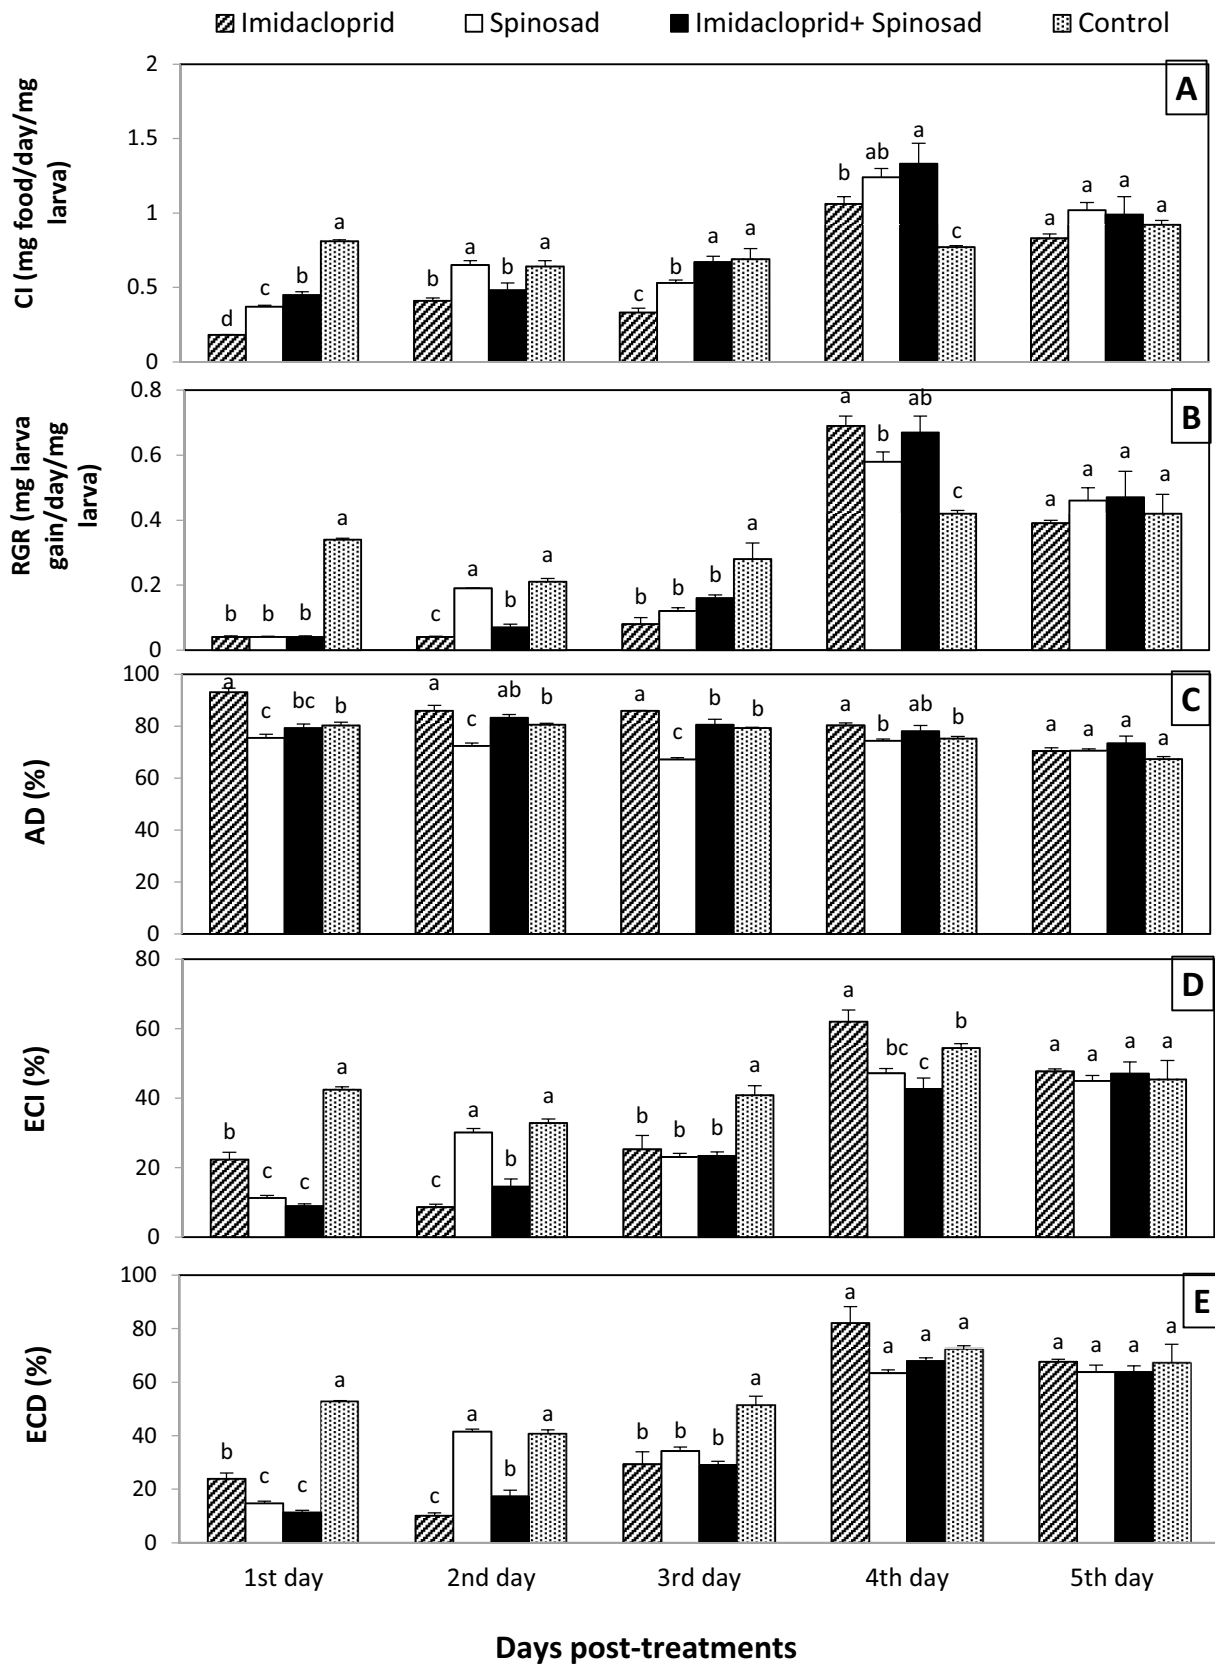 Imidacloprid Spinosad Imidacloprid+ Spinosad Control
A
CI (mg food/day/mg
larva)
2
1.5
1
0.5
0
d c b a
b a b a
c b a a
b ab a c
a a a a
B
RGR (mg larva
gain/day/mg
larva)
0.8
0.6
0.4
0.2
0
b b b a
c a b a
b b b a
a b ab c
a a a a
C
AD (%)
100
80
60
40
20
0
a c bc b
a c ab b
a c b b
a b ab b
a a a a
D
ECI (%)
80
60
40
20
0
b c c a
c a b a
b b b a
a bc c b
a a a a
E
ECD (%)
100
80
60
40
20
0
b c c a
c a b a
b b b a
a a a a
a a a a
1st day 2nd day 3rd day 4th day 5th day
Days post-treatments